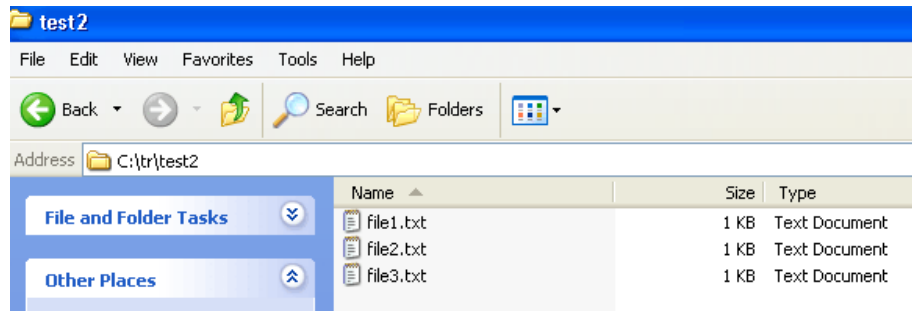 test2
File Edit View Favorites Tools Help
Back Search Folders
Address C:\tr\test2
Name Size Type
File and Folder Tasks
file1.txt 1 KB Text Document
file2.txt 1 KB Text Document
Other Places
file3.txt 1 KB Text Document